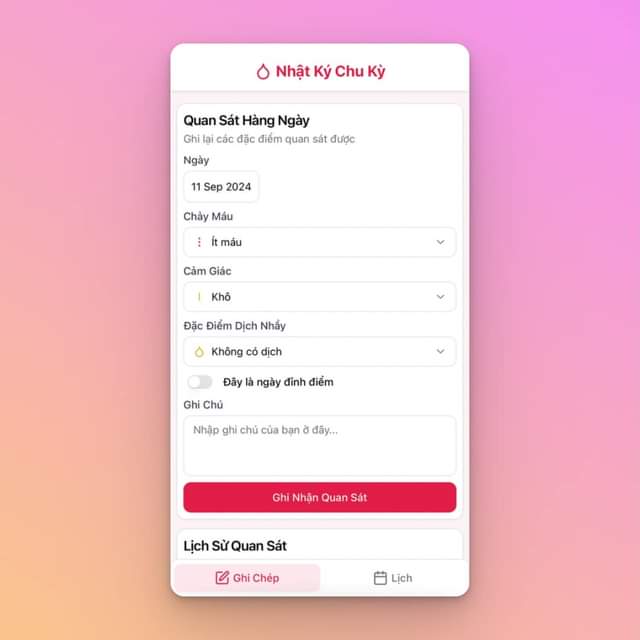 Nhật Ký Chu Kỳ
Quan Sát Hàng Ngày
Ghi lại các đặc điểm quan sát được
Ngày
11 Sep 2024
Chảy Máu
Ít máu
Cảm Giác
Khô
Đặc Điểm Dịch Nhầy
Không có dịch
Đây là ngày đỉnh điểm
Ghi Chú
Nhập ghi chú của bạn ở đây...
Ghi Nhận Quan Sát
Lịch Sử Quan Sát
Ghi Chép
Lịch